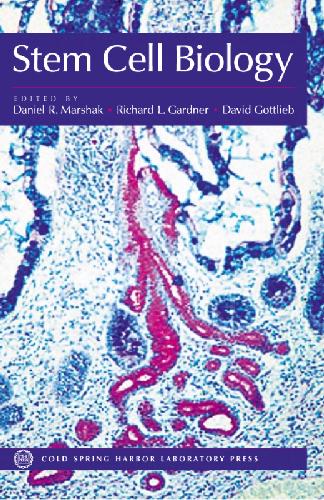 Stem Cell Biology
EDITED BY
Daniel R. Marshak • Richard L. Gardner • David Gottlieb
COLD SPRING HARBOR LABORATORY PRESS